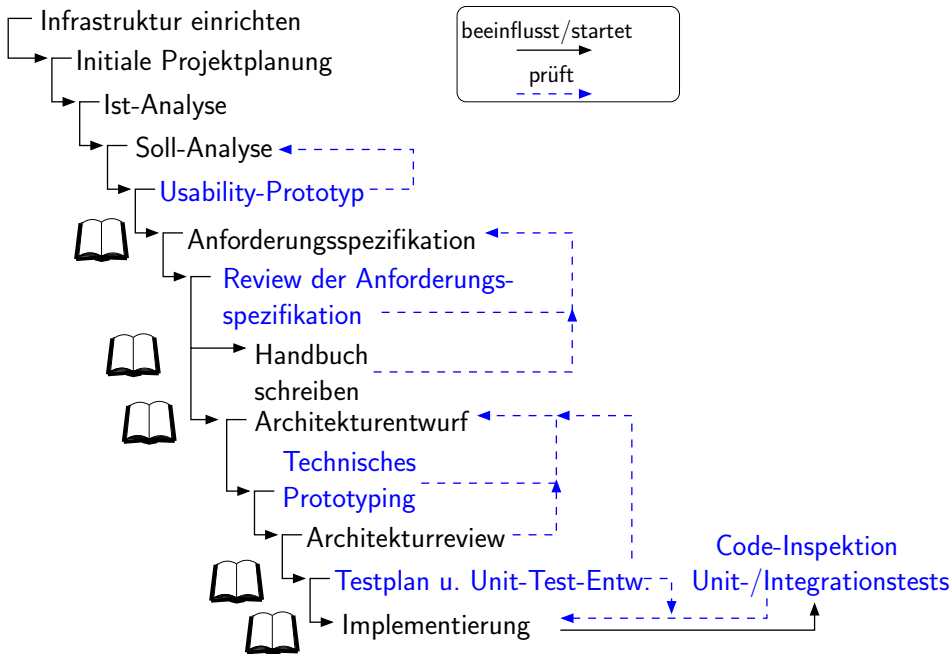 Infrastruktur einrichten
beeinflusst/startet
Initiale Projektplanung
prüft
Ist-Analyse
Soll-Analyse
Usability-Prototyp
Anforderungsspezifikation
Review der Anforderungs-
spezifikation
Handbuch
schreiben
Architekturentwurf
Technisches
Prototyping
Architekturreview
Code-Inspektion
Testplan u. Unit-Test-Entw.
Unit-/Integrationstests
Implementierung